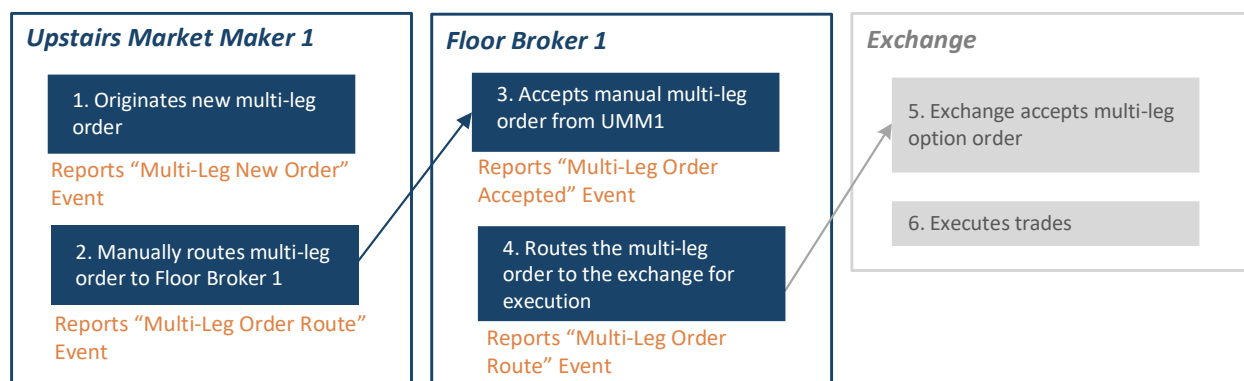 Upstairs Market Maker 1
1. Originates new multi-leg
order
Reports “Multi-Leg New Order”
Event
2. Manually routes multi-leg
order to Floor Broker 1
Reports “Multi-Leg Order Route”
Event
Floor Broker 1
3. Accepts manual multi-leg
order from UMM1
Reports “Multi-Leg Order
Accepted” Event
4. Routes the multi-leg
order to the exchange for
execution
Reports “Multi-Leg Order
Route” Event
Exchange
5. Exchange accepts multi-leg
option order
6. Executes trades